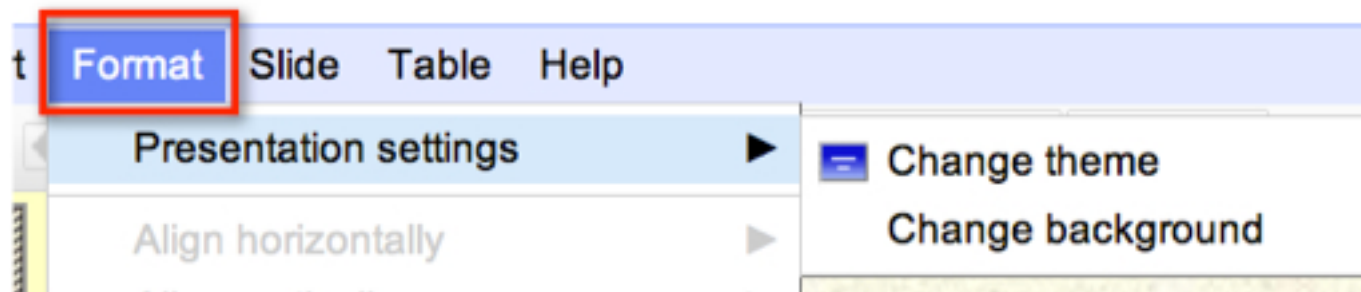 t Format Slide Table Help
Presentation settings
Change theme
Align horizontally
Change background